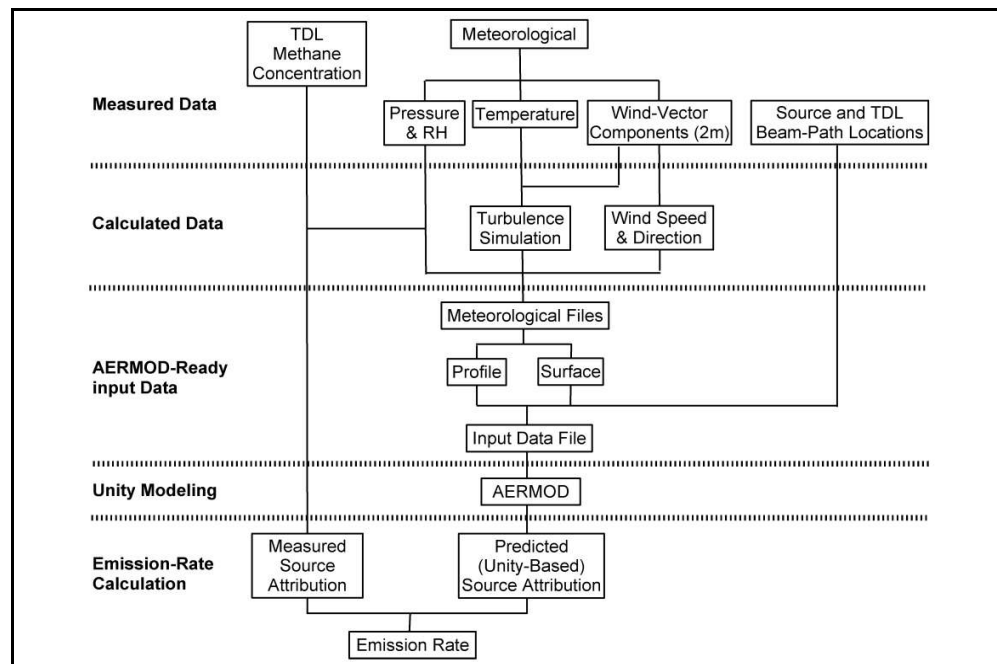 TDL
Methane
Concentration
Meteorological
Measured Data
Pressure
& RH
Temperature
Wind-Vector
Components (2m)
Source and TDL
Beam-Path Locations
Calculated Data
Turbulence
Simulation
Wind Speed
& Direction
Meteorological Files
AERMOD-Ready
input Data
Profile
Surface
Input Data File
Unity Modeling
AERMOD
Emission-Rate
Calculation
Measured
Source
Attribution
Predicted
(Unity-Based)
Source Attribution
Emission Rate